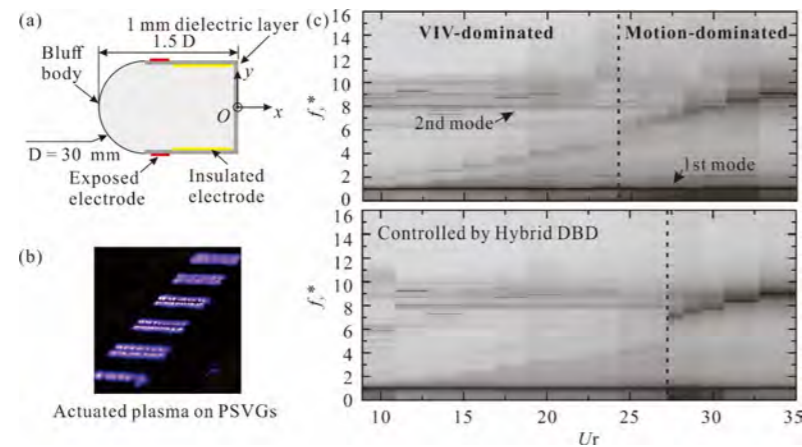 (a)
1 mm dielectric layer
1.5 D
Bluff
body
y
O
x
D = 30 mm
Exposed
electrode
Insulated
electrode
(b)
Actuated plasma on PSVGs
(c)
16
14
12
10
8
6
4
2
0
fy*
VIV-dominated
Motion-dominated
2nd mode
1st mode
16
14
12
10
8
6
4
2
0
fy*
Controlled by Hybrid DBD
10 15 20 25 30 35
Ur